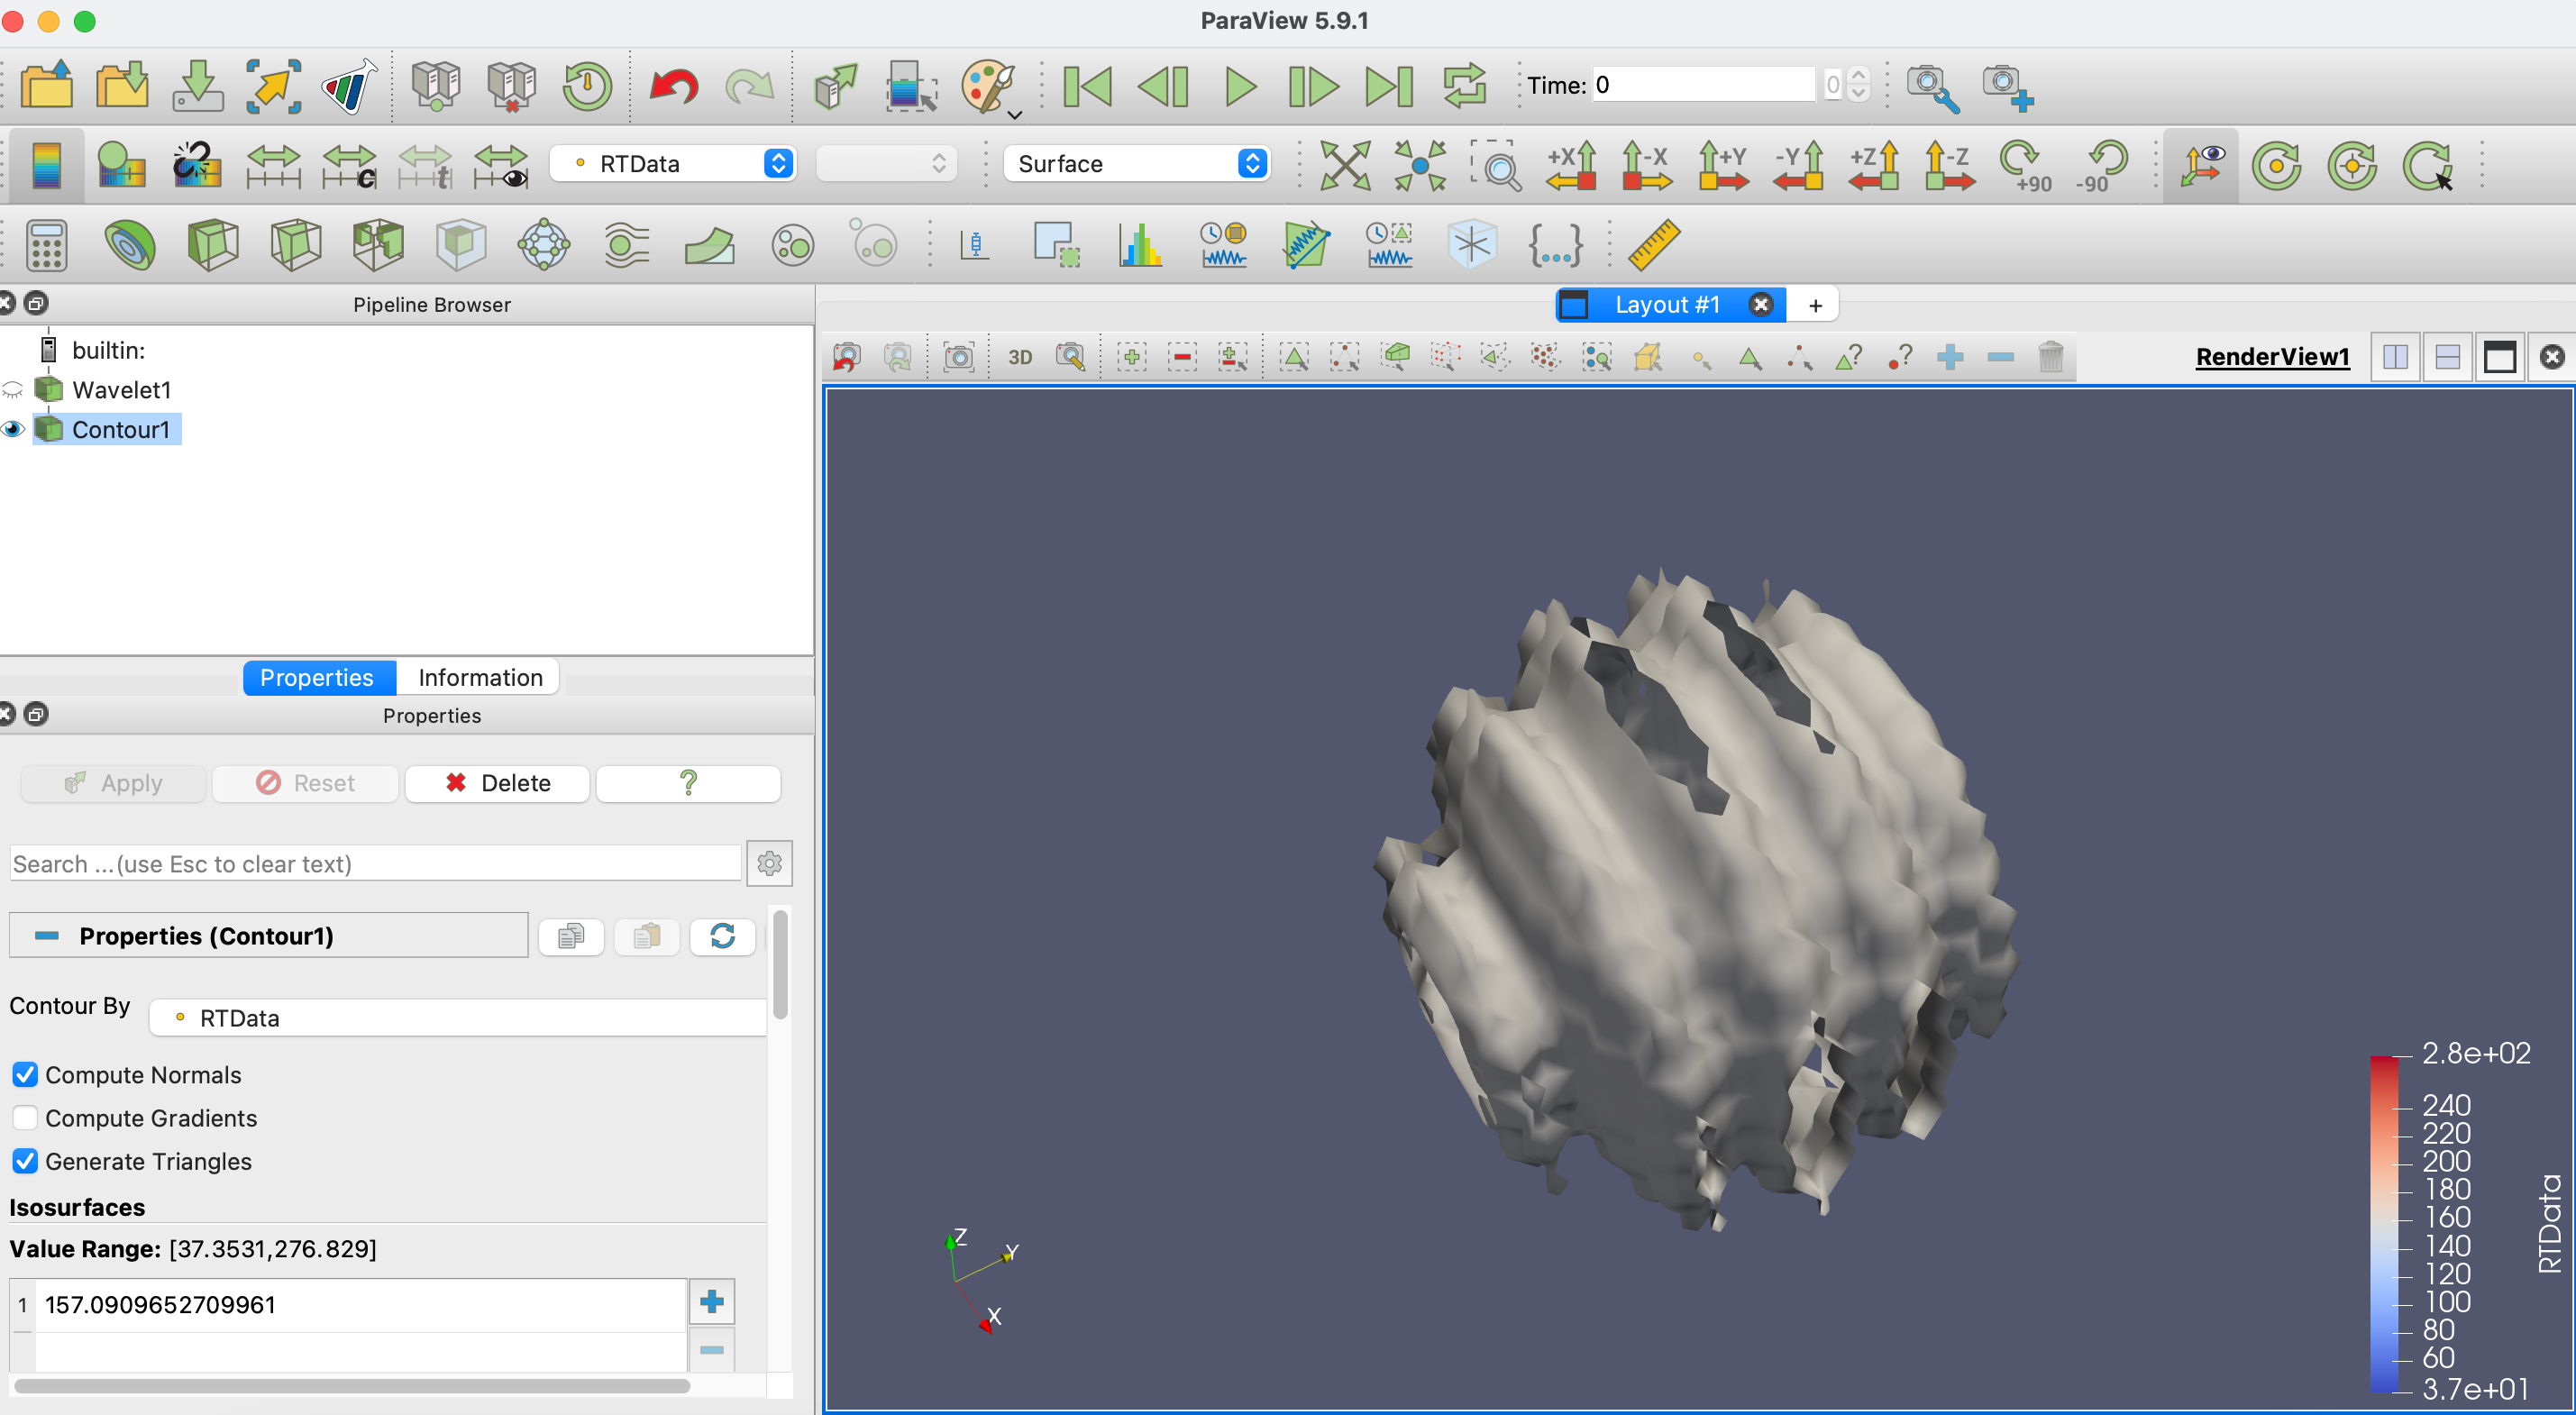 ParaView 5.9.1
Time: 0 0
c t RTData Surface +X -X +Y -Y +Z -Z +90 -90
{...}
Pipeline Browser
Layout #1 +
builtin:
3D ? ? RenderView1
Wavelet1
Contour1
Properties Information
Properties
Apply Reset Delete ?
Search ...(use Esc to clear text)
Properties (Contour1)
Contour By RTData
Compute Normals
Compute Gradients
Generate Triangles
Isosurfaces
Value Range: [37.3531,276.829]
1 157.0909652709961
Z
Y
X
2.8e+02
240
220
200
180
160
140
120
100
80
60
3.7e+01
RTData